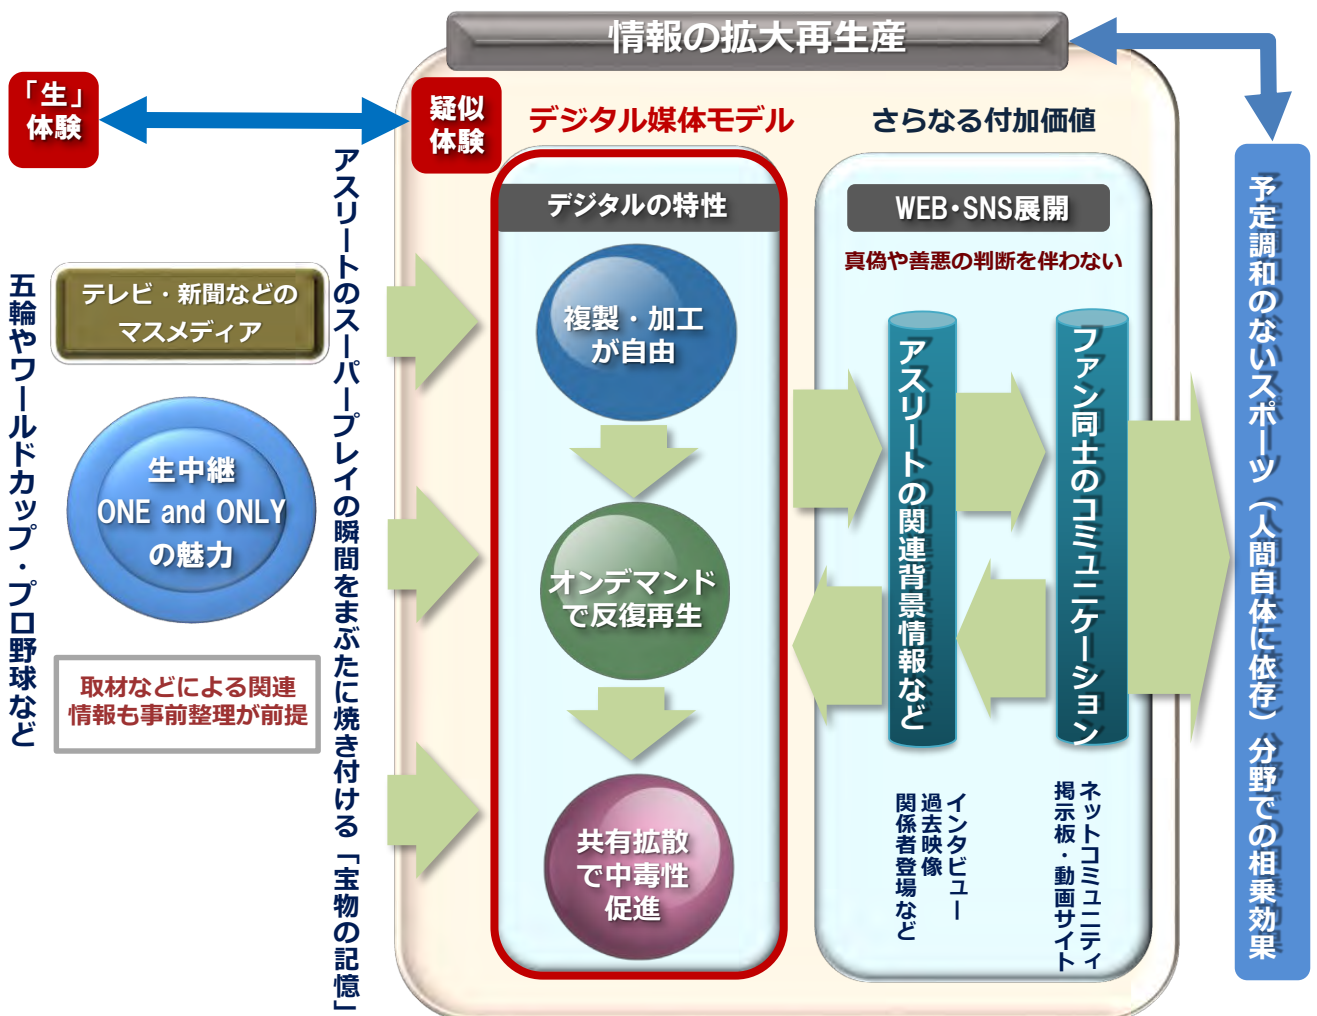 情報の拡大再生産
「生」
体験
疑似
体験
デジタル媒体モデル
さらなる付加価値
五輪やワールドカップ・プロ野球など
テレビ・新聞などの
マスメディア
生中継
ONE and ONLY
の魅力
取材などによる関連
情報も事前整理が前提
アスリートのスーパープレイの瞬間をまぶたに焼き付ける「宝物の記憶」
デジタルの特性
複製・加工
が自由
オンデマンド
で反復再生
共有拡散
で中毒性
促進
WEB・SNS展開
真偽や善悪の判断を伴わない
アスリートの関連背景情報など
ファン同士のコミュニケーション
インタビュー
過去映像
関係者登場など
ネットコミュニティ
掲示板・動画サイト
予定調和のないスポーツ（人間自体に依存）分野での相乗効果